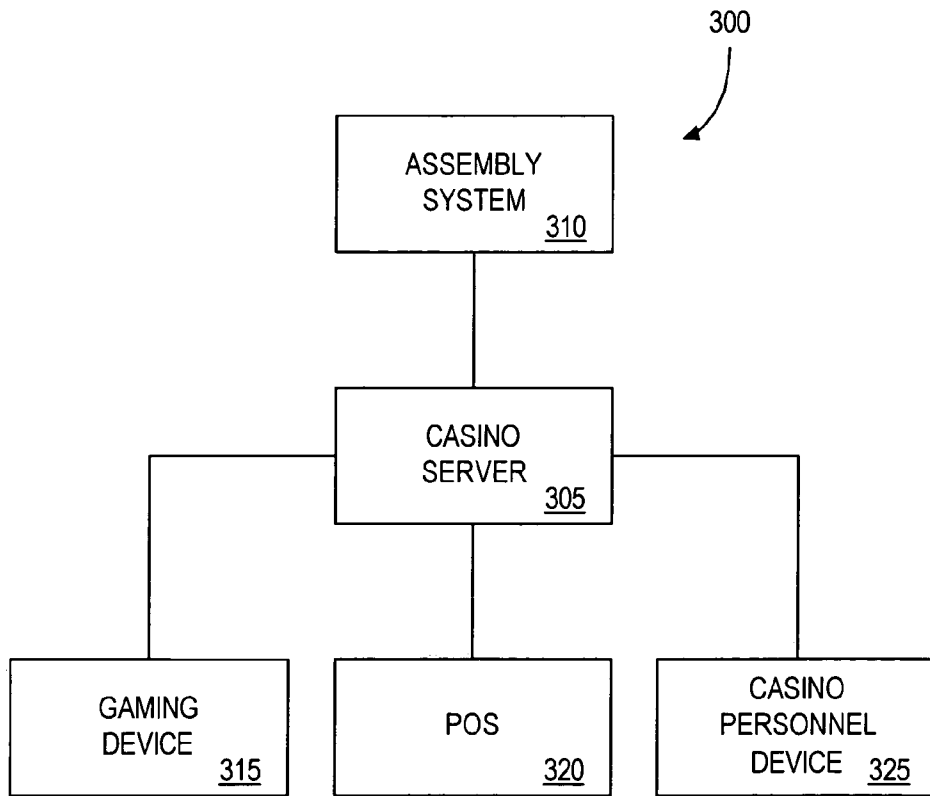 300
ASSEMBLY
SYSTEM
310
CASINO
SERVER
305
GAMING
DEVICE
315
POS
320
CASINO
PERSONNEL
DEVICE
325